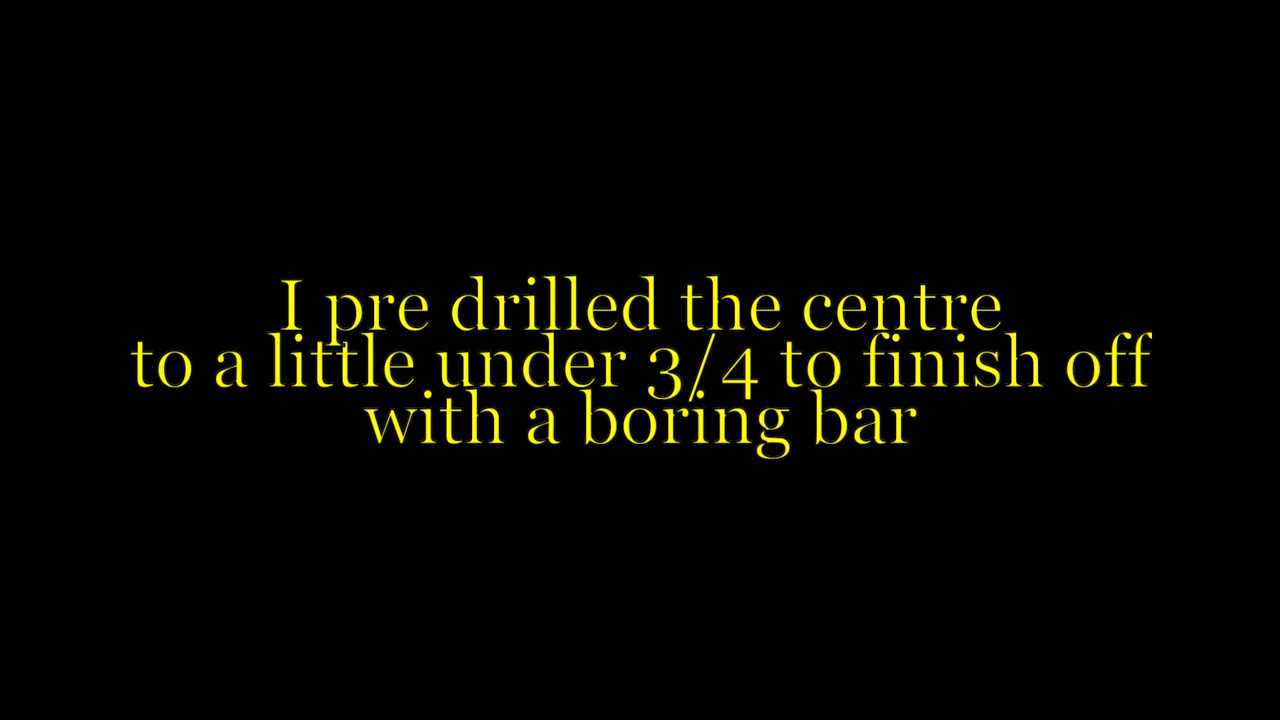 I pre drilled the centre
to a little under 3/4 to finish off
with a boring bar